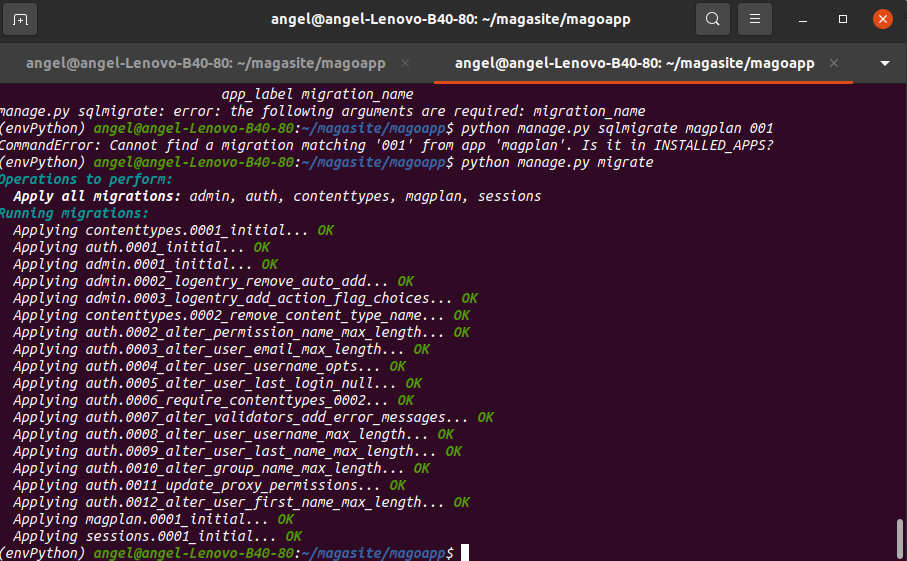 angel@angel-Lenovo-B40-80: ~/magasite/magoapp
angel@angel-Lenovo-B40-80: ~/magasite/magoapp
angel@angel-Lenovo-B40-80: ~/magasite/magoapp
app_label migration_name
manage.py sqlmigrate: error: the following arguments are required: migration_name
(envPython) angel@angel-Lenovo-B40-80:~/magasite/magoapp$ python manage.py sqlmigrate magplan 001
CommandError: Cannot find a migration matching '001' from app 'magplan'. Is it in INSTALLED_APPS?
(envPython) angel@angel-Lenovo-B40-80:~/magasite/magoapp$ python manage.py migrate
Operations to perform:
  Apply all migrations: admin, auth, contenttypes, magplan, sessions
Running migrations:
  Applying contenttypes.0001_initial... OK
  Applying auth.0001_initial... OK
  Applying admin.0001_initial... OK
  Applying admin.0002_logentry_remove_auto_add... OK
  Applying admin.0003_logentry_add_action_flag_choices... OK
  Applying contenttypes.0002_remove_content_type_name... OK
  Applying auth.0002_alter_permission_name_max_length... OK
  Applying auth.0003_alter_user_email_max_length... OK
  Applying auth.0004_alter_user_username_opts... OK
  Applying auth.0005_alter_user_last_login_null... OK
  Applying auth.0006_require_contenttypes_0002... OK
  Applying auth.0007_alter_validators_add_error_messages... OK
  Applying auth.0008_alter_user_username_max_length... OK
  Applying auth.0009_alter_user_last_name_max_length... OK
  Applying auth.0010_alter_group_name_max_length... OK
  Applying auth.0011_update_proxy_permissions... OK
  Applying auth.0012_alter_user_first_name_max_length... OK
  Applying magplan.0001_initial... OK
  Applying sessions.0001_initial... OK
(envPython) angel@angel-Lenovo-B40-80:~/magasite/magoapp$